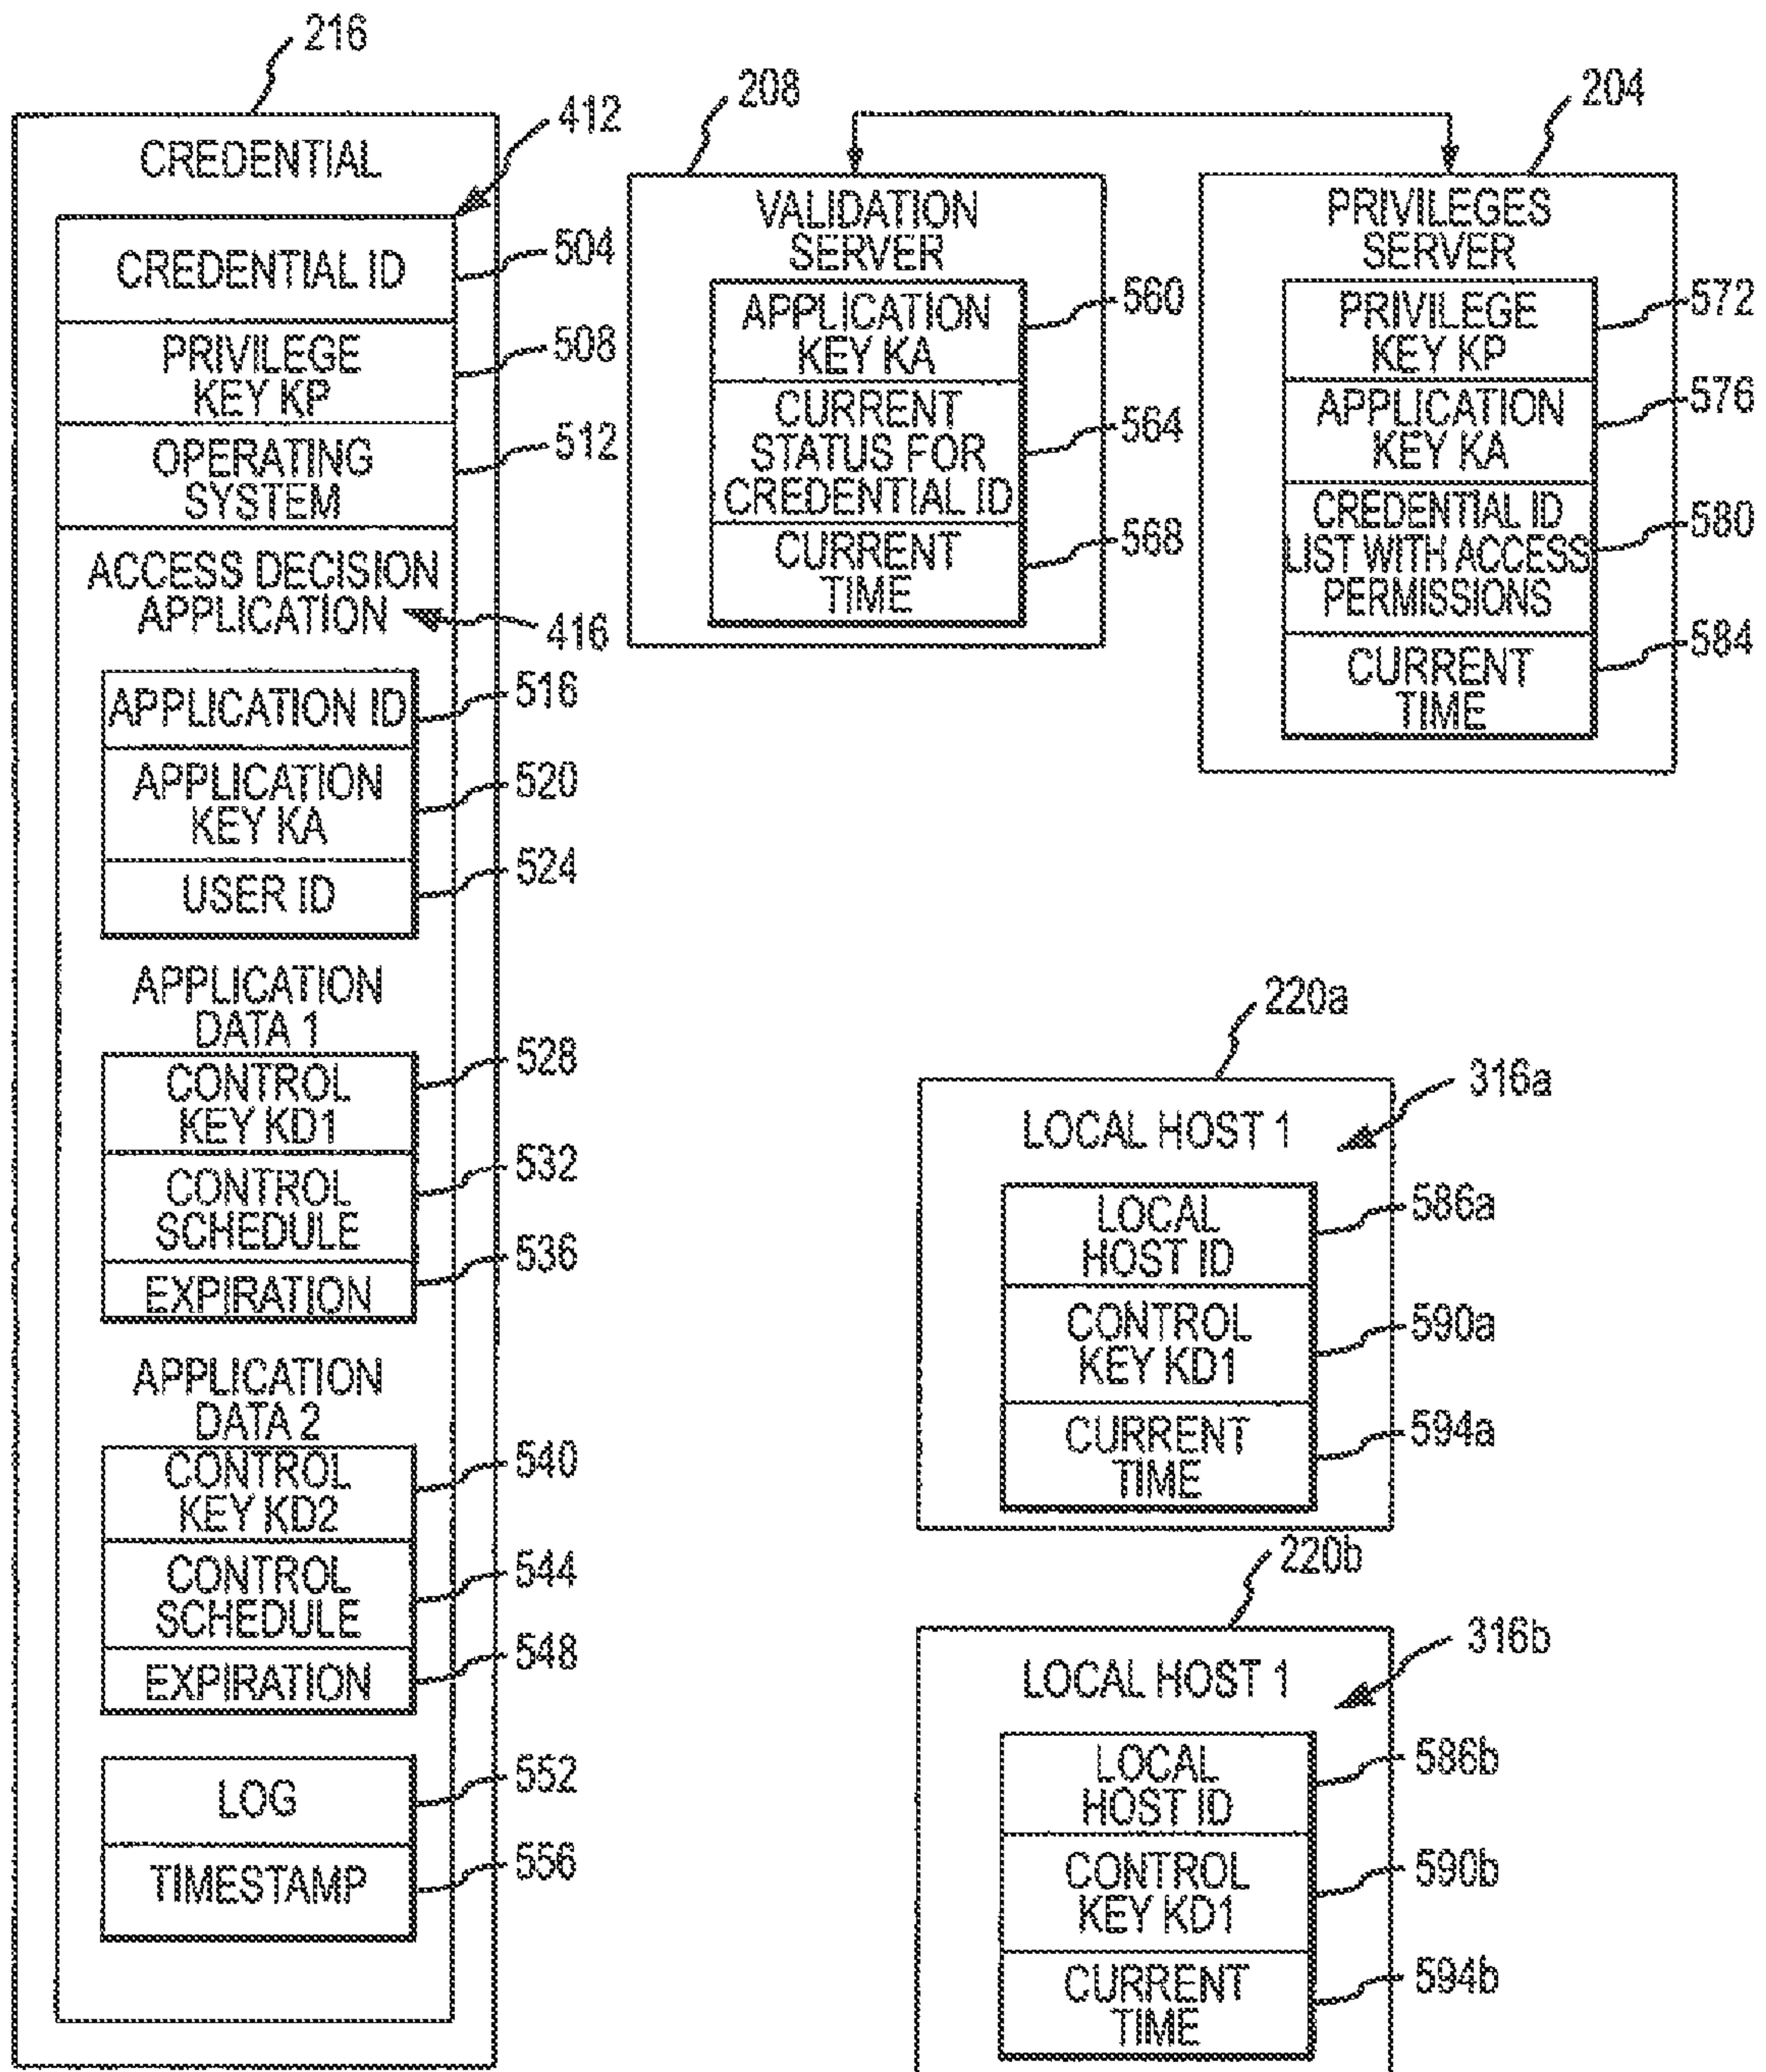 216
CREDENTIAL
412
CREDENTIAL ID
504
PRIVILEGE
KEY KP
508
OPERATING
SYSTEM
512
ACCESS DECISION
APPLICATION
416
APPLICATION ID
516
APPLICATION
KEY KA
520
USER ID
524
APPLICATION
DATA 1
CONTROL
KEY KD1
528
CONTROL
SCHEDULE
532
EXPIRATION
536
APPLICATION
DATA 2
CONTROL
KEY KD2
540
CONTROL
SCHEDULE
544
EXPIRATION
548
LOG
552
TIMESTAMP
556
208
VALIDATION
SERVER
APPLICATION
KEY KA
560
CURRENT
STATUS FOR
CREDENTIAL ID
564
CURRENT
TIME
568
204
PRIVILEGES
SERVER
PRIVILEGE
KEY KP
572
APPLICATION
KEY KA
576
CREDENTIAL ID
LIST WITH ACCESS
PERMISSIONS
580
CURRENT
TIME
584
220a
LOCAL HOST 1
316a
LOCAL
HOST ID
586a
CONTROL
KEY KD1
590a
CURRENT
TIME
594a
220b
LOCAL HOST 1
316b
LOCAL
HOST ID
586b
CONTROL
KEY KD1
590b
CURRENT
TIME
594b